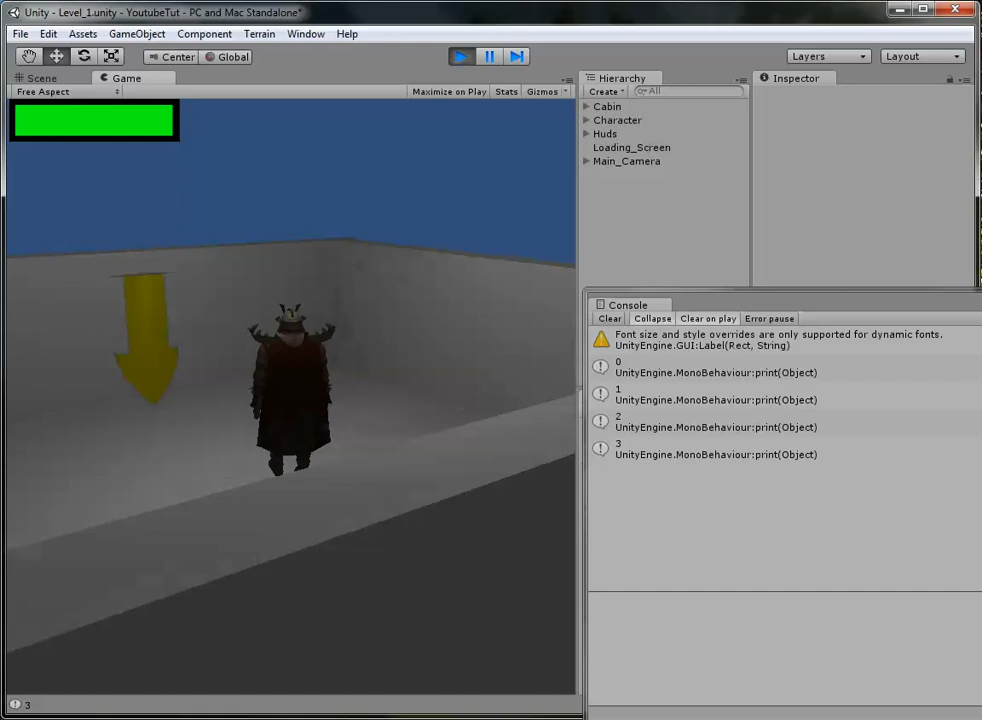 Unity - Level_1.unity - YoutubeTut - PC and Mac Standalone*
File Edit Assets GameObject Component Terrain Window Help
Center Global Layers Layout
Scene Game Hierarchy Inspector
Free Aspect Maximize on Play Stats Gizmos Create All
Cabin
Character
Huds
Loading_Screen
Main_Camera
Console
Clear Collapse Clear on play Error pause
Font size and style overrides are only supported for dynamic fonts.
UnityEngine.GUI:Label(Rect, String)
0
UnityEngine.MonoBehaviour:print(Object)
1
UnityEngine.MonoBehaviour:print(Object)
2
UnityEngine.MonoBehaviour:print(Object)
3
UnityEngine.MonoBehaviour:print(Object)
3